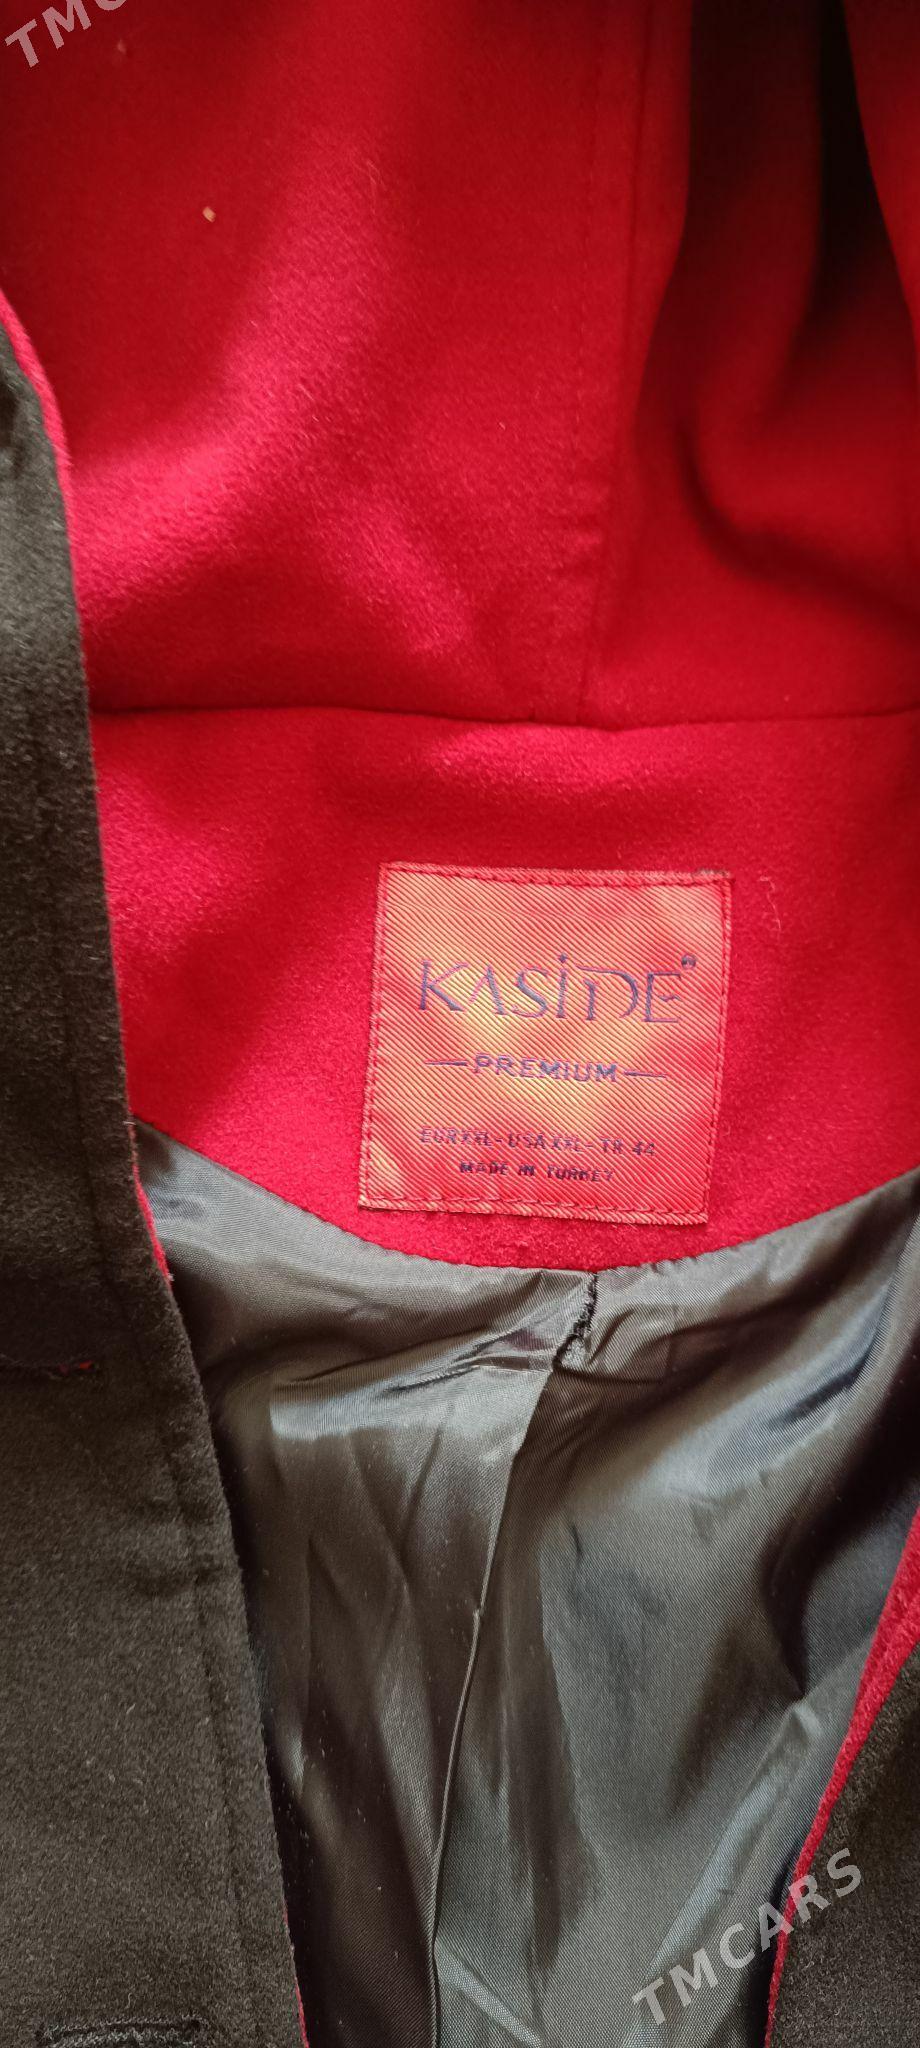 TMC
KASİDE®
PREMIUM
EUR XXL - USA XXL - TR 44
MADE IN TURKEY
TMCARS